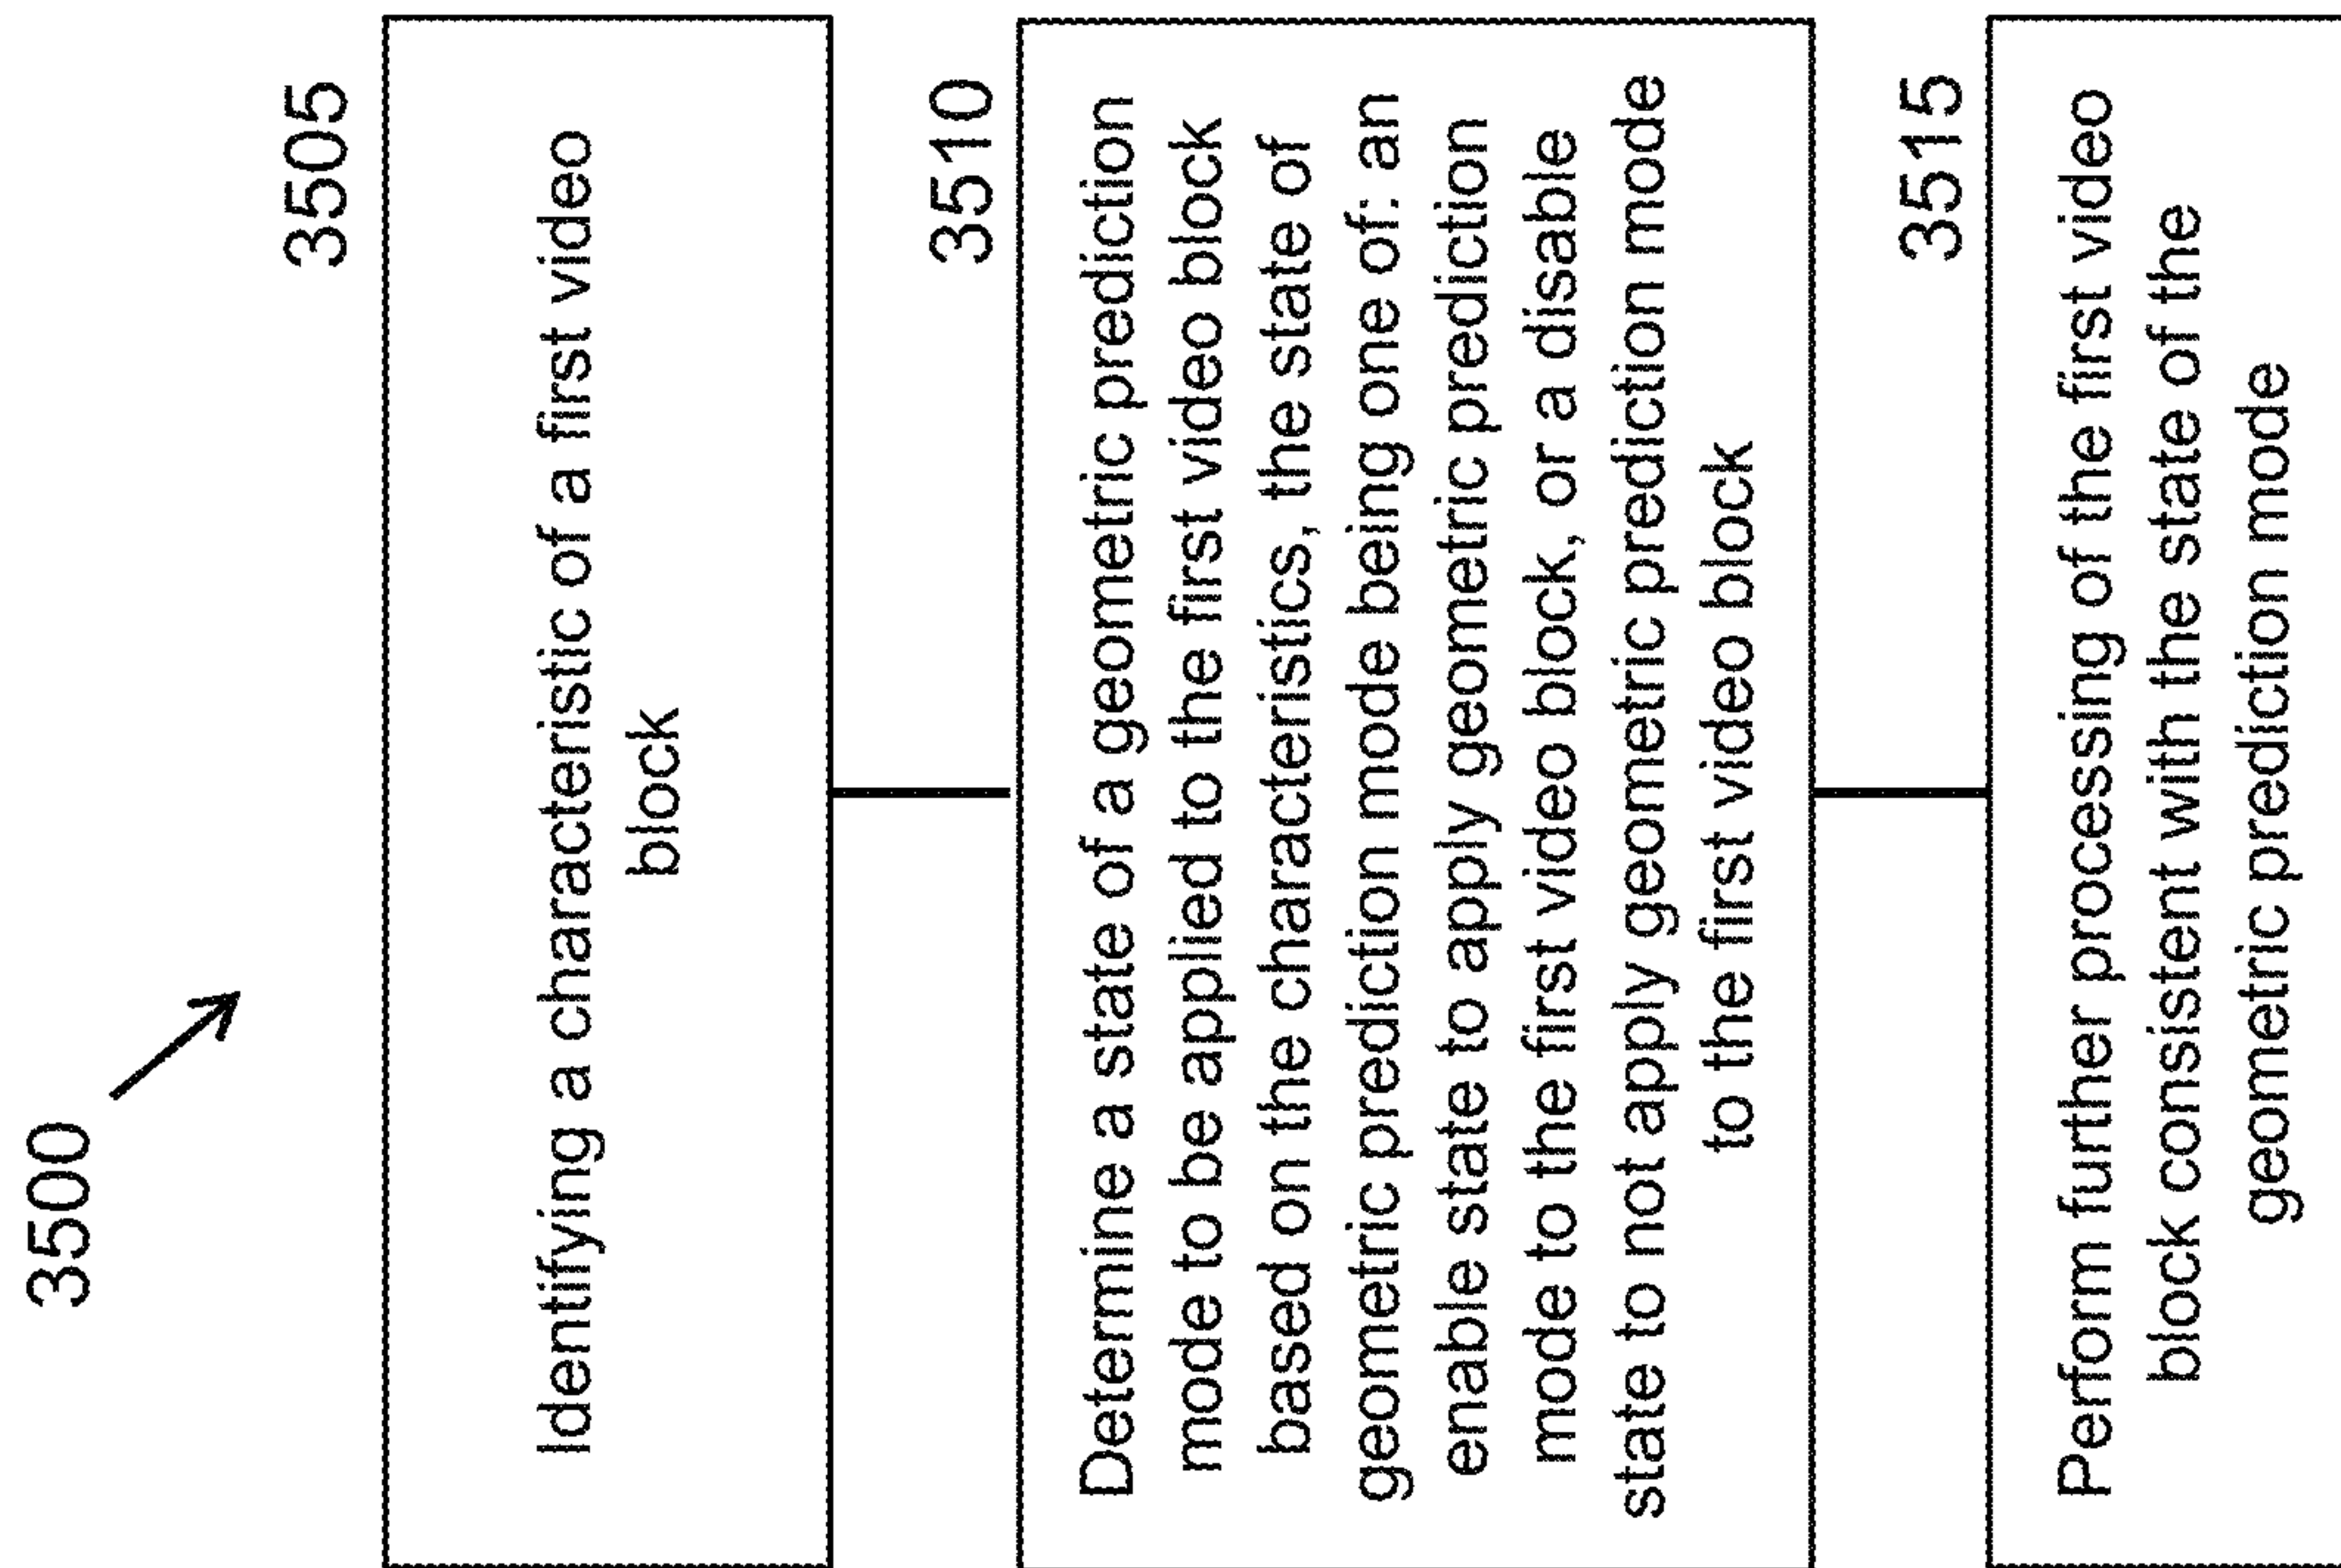 3500
3505
Identifying a characteristic of a first video
block
3510
Determine a state of a geometric prediction
mode to be applied to the first video block
based on the characteristics, the state of
geometric prediction mode being one of: an
enable state to apply geometric prediction
mode to the first video block, or a disable
state to not apply geometric prediction mode
to the first video block
3515
Perform further processing of the first video
block consistent with the state of the
geometric prediction mode